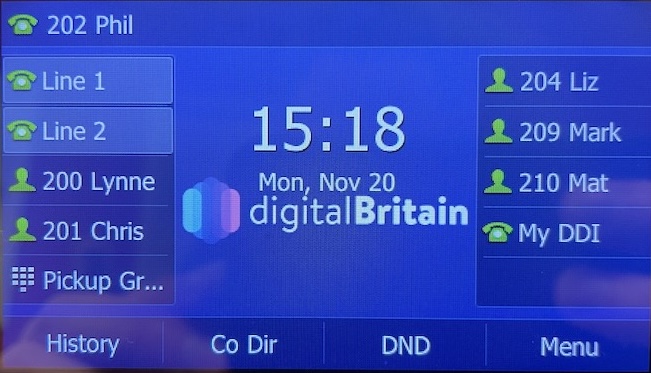 202 Phil
Line 1
Line 2
200 Lynne
201 Chris
Pickup Gr...
15:18
Mon, Nov 20
digitalBritain
204 Liz
209 Mark
210 Mat
My DDI
History
Co Dir
DND
Menu